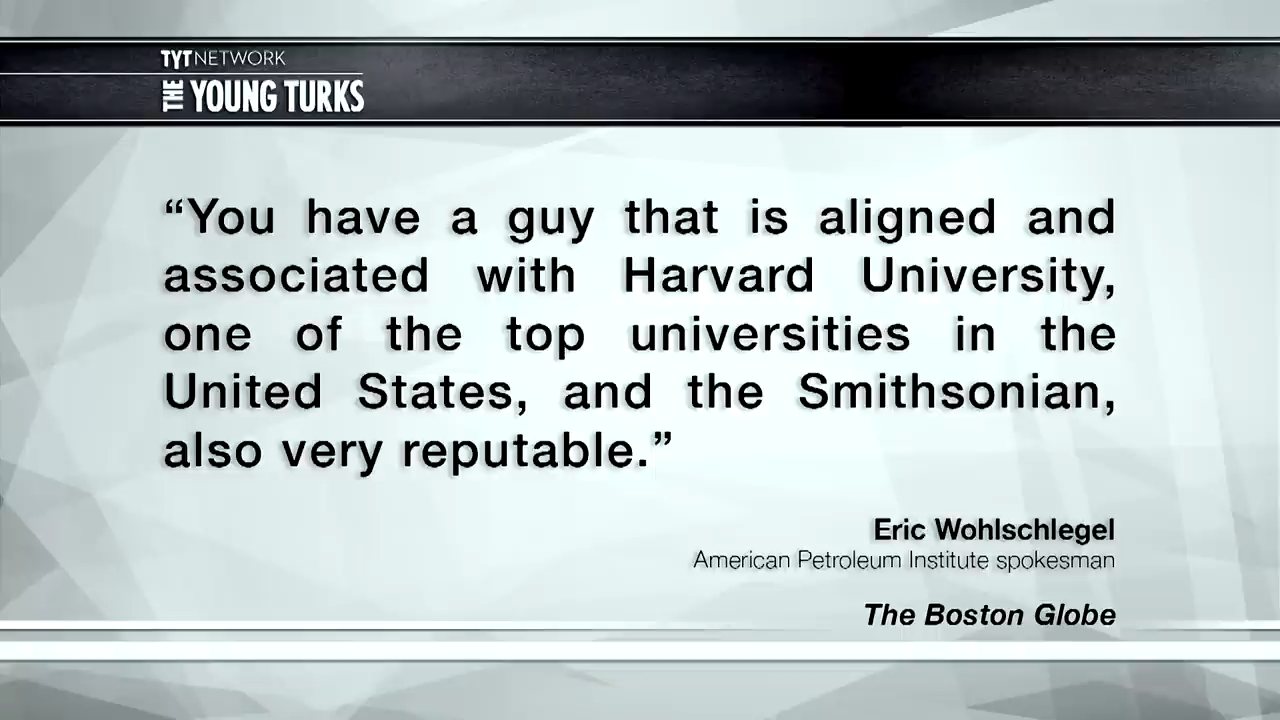 TYT NETWORK
THE YOUNG TURKS
“You have a guy that is aligned and
associated with Harvard University,
one of the top universities in the
United States, and the Smithsonian,
also very reputable.”
Eric Wohlschlegel
American Petroleum Institute spokesman
The Boston Globe